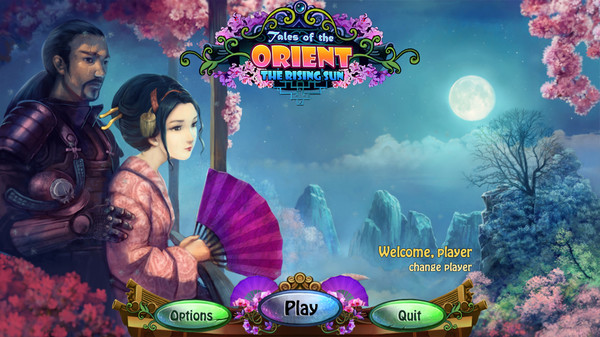 Tales of the
ORIENT
THE RISING SUN
Welcome, player
change player
Options
Play
Quit